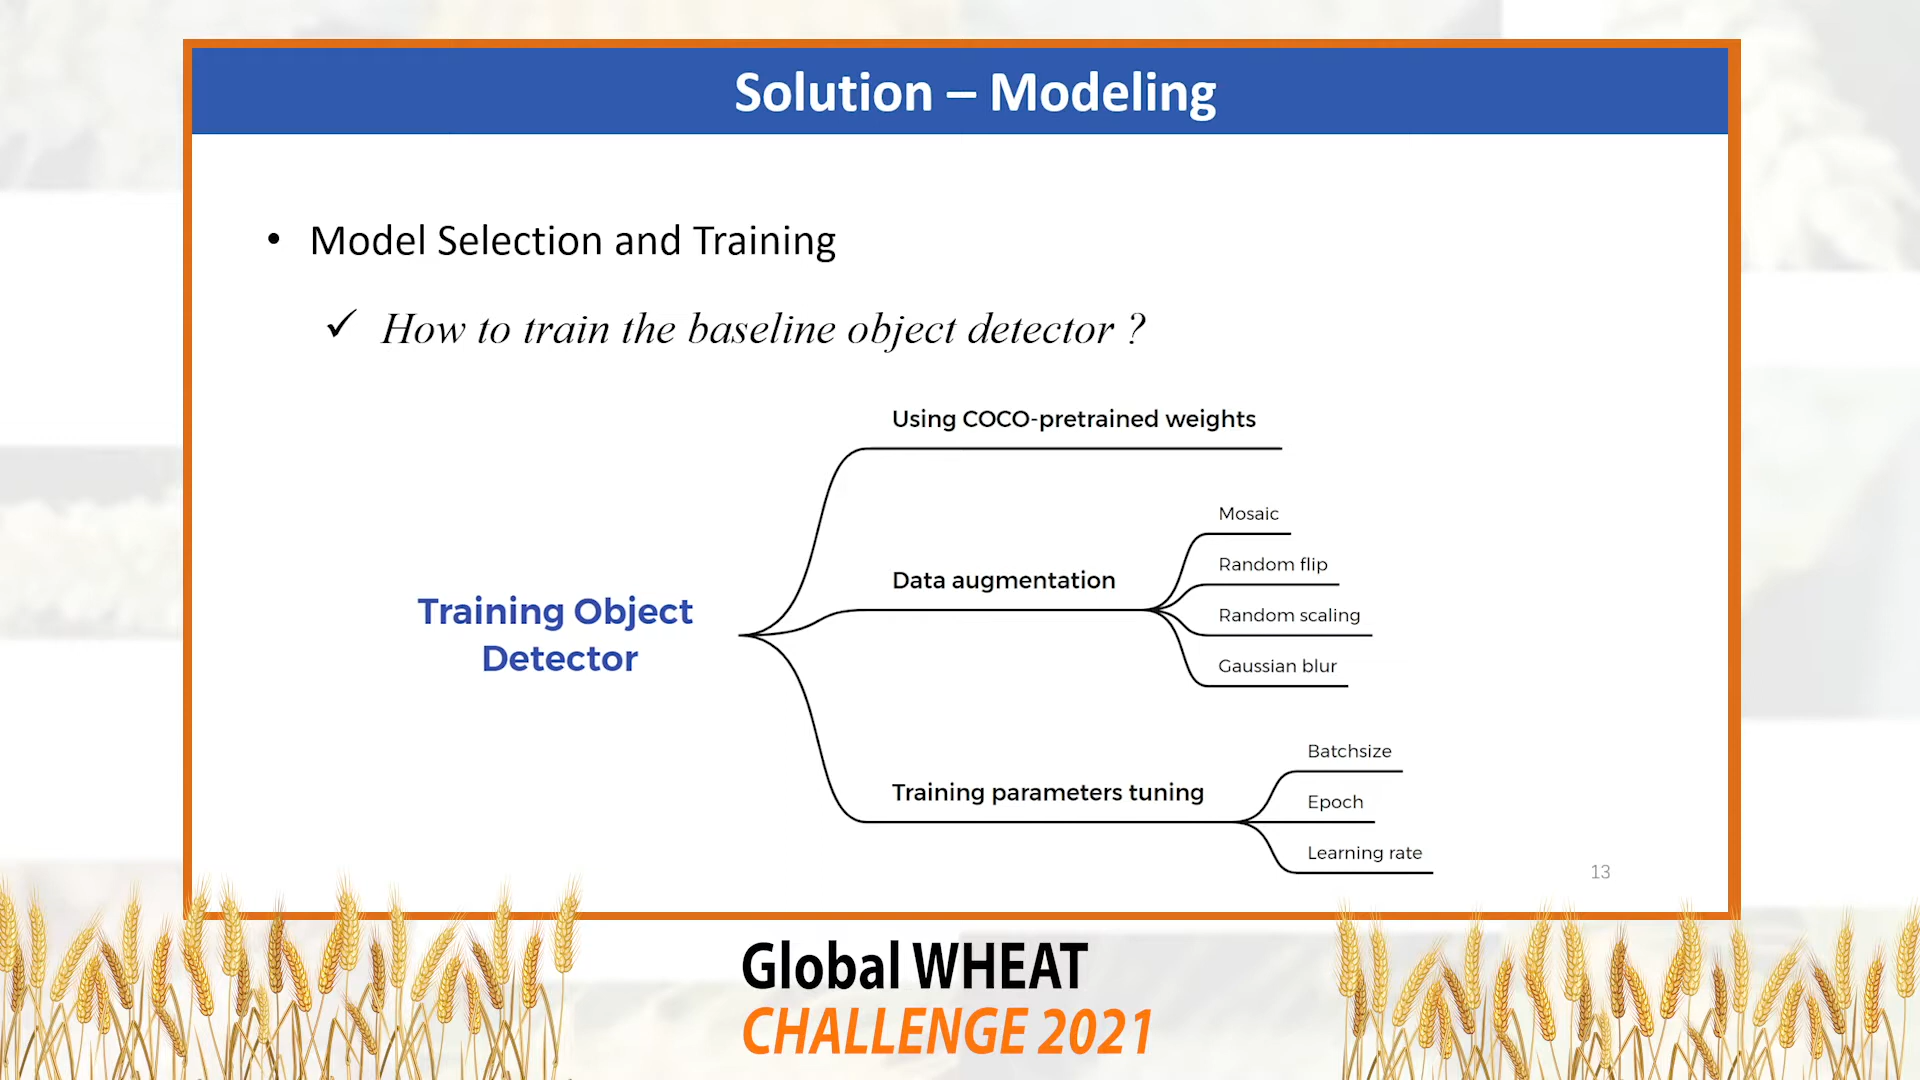 Solution – Modeling
• Model Selection and Training
✓ How to train the baseline object detector ?
Using COCO-pretrained weights
Mosaic
Random flip
Data augmentation
Random scaling
Gaussian blur
Training Object
Detector
Batchsize
Training parameters tuning
Epoch
Learning rate
13
Global WHEAT
CHALLENGE 2021